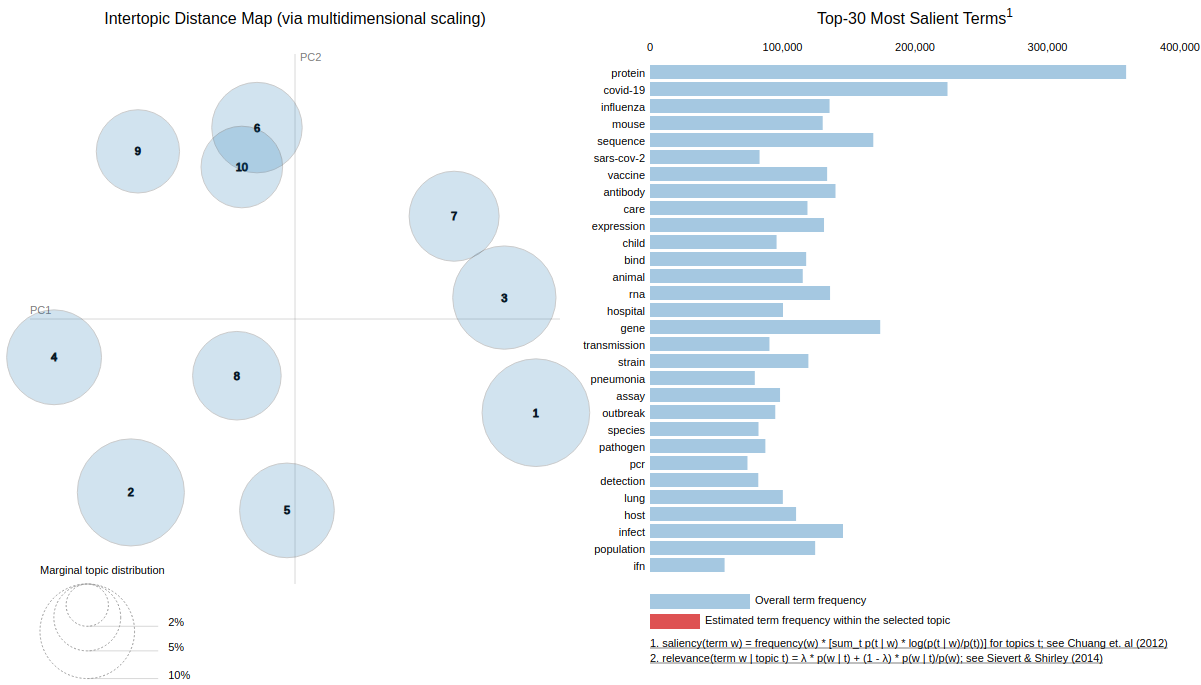 Intertopic Distance Map (via multidimensional scaling)
PC2
PC1
6
9
10
7
3
4
8
1
2
5
Marginal topic distribution
2%
5%
10%
Top-30 Most Salient Terms1
0 100,000 200,000 300,000 400,000
protein
covid-19
influenza
mouse
sequence
sars-cov-2
vaccine
antibody
care
expression
child
bind
animal
rna
hospital
gene
transmission
strain
pneumonia
assay
outbreak
species
pathogen
pcr
detection
lung
host
infect
population
ifn
Overall term frequency
Estimated term frequency within the selected topic
1. saliency(term w) = frequency(w) * [sum_t p(t | w) * log(p(t | w)/p(t))] for topics t; see Chuang et. al (2012)
2. relevance(term w | topic t) = λ * p(w | t) + (1 - λ) * p(w | t)/p(w); see Sievert & Shirley (2014)